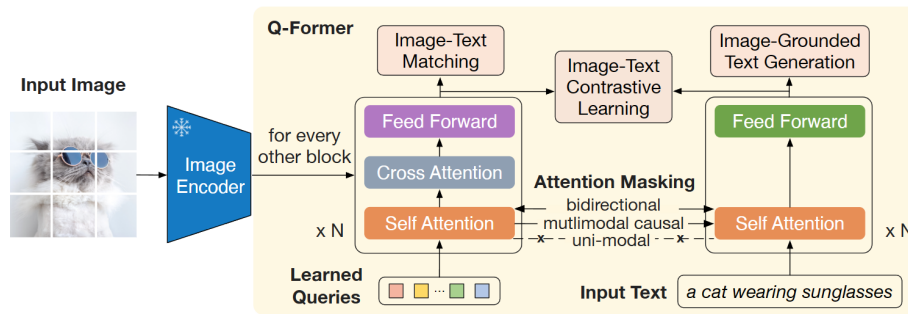 Q-Former
Input Image
Image
Encoder
for every
other block
Image-Text
Matching
Image-Text
Contrastive
Learning
Image-Grounded
Text Generation
Feed Forward
Cross Attention
Self Attention
x N
Attention Masking
bidirectional
mutlimodal causal
x uni-modal x
Feed Forward
Self Attention
x N
Learned
Queries
...
Input Text
a cat wearing sunglasses